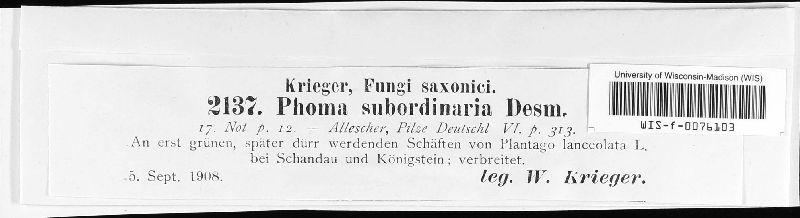 Krieger, Fungi saxonici.
2137. Phoma subordinaria Desm.
17. Not p. 12. — Allescher, Pilze Deutschl VI. p. 313.
An erst grünen, später dürr werdenden Schäften von Plantago lanceolata L.
bei Schandau und Königstein; verbreitet.
5. Sept. 1908. leg. W. Krieger.
University of Wisconsin-Madison (WIS)
WIS-f-0076103